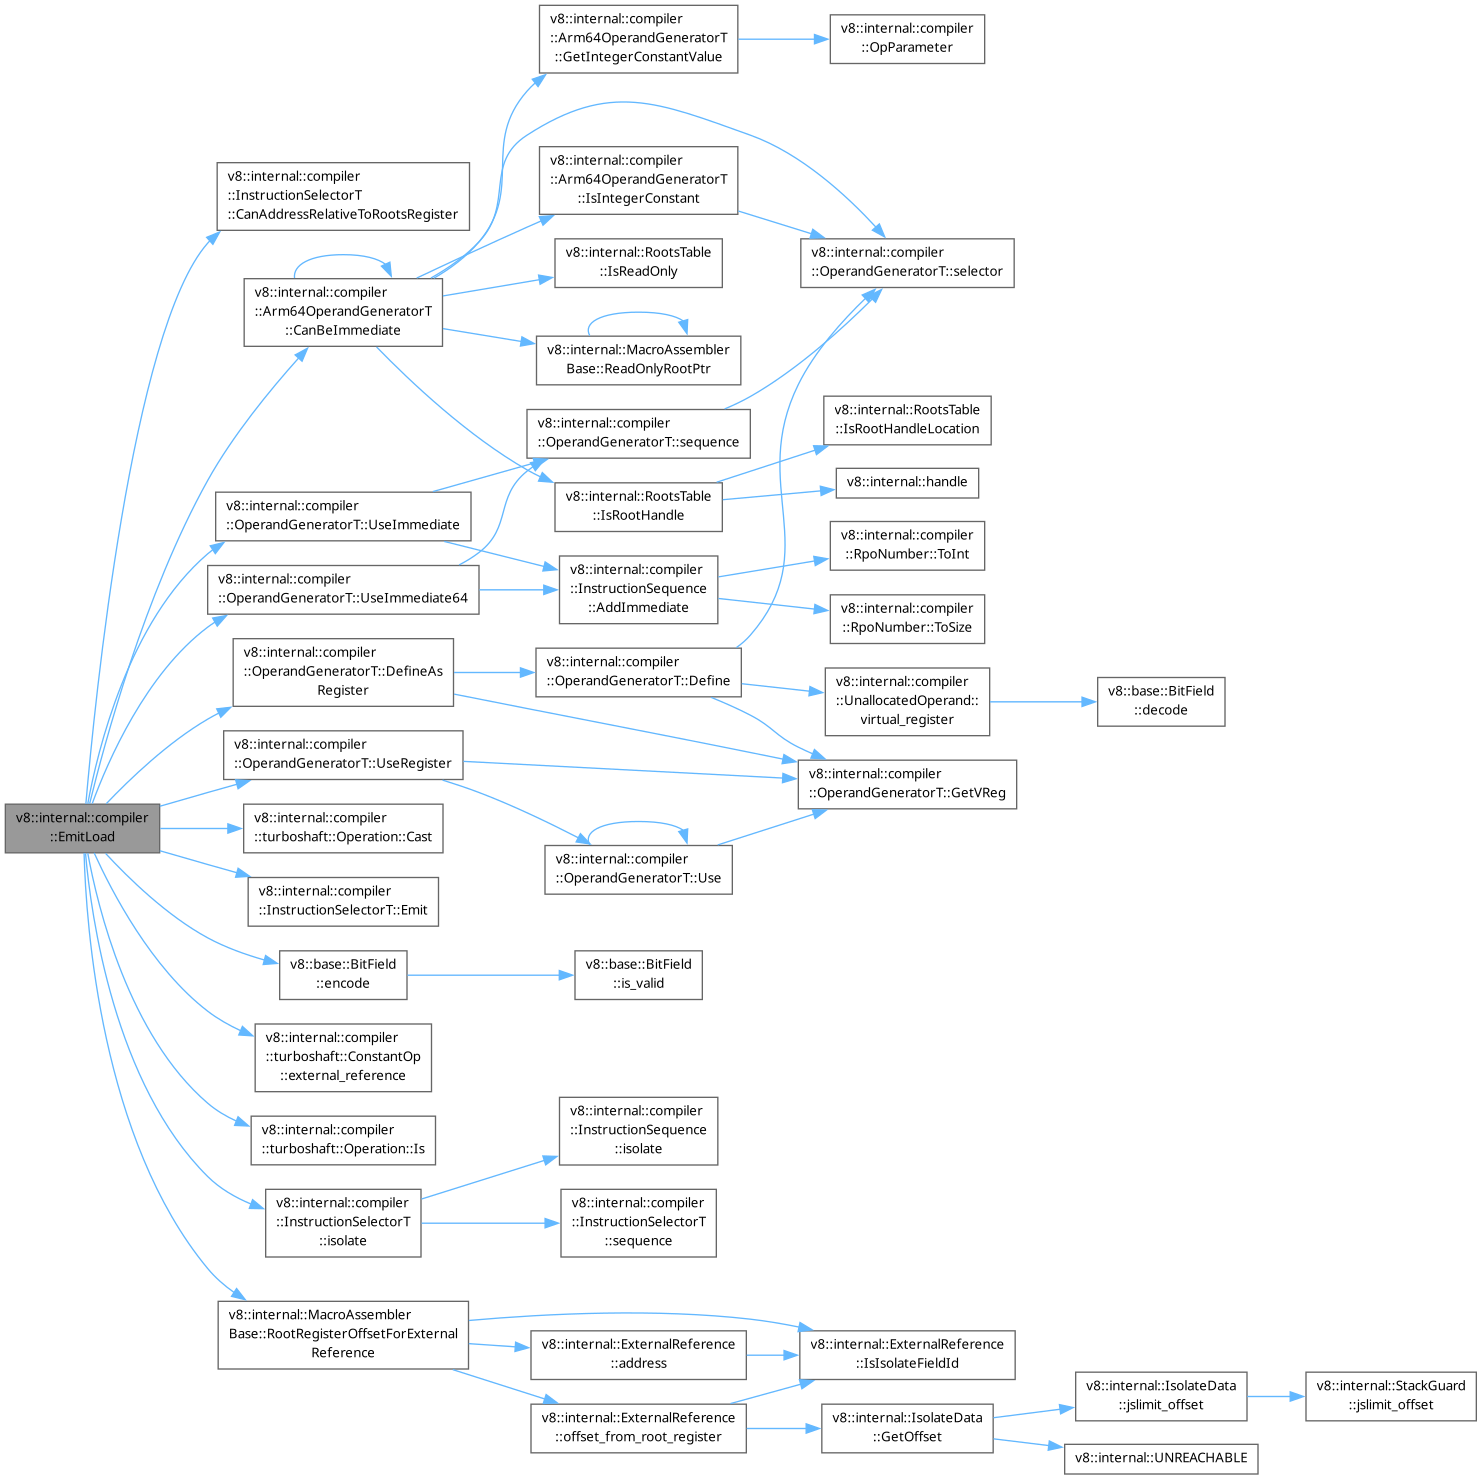 v8::internal::compiler
::EmitLoad
v8::internal::compiler
::InstructionSelectorT
::CanAddressRelativeToRootsRegister
v8::internal::compiler
::Arm64OperandGeneratorT
::CanBeImmediate
v8::internal::compiler
::OperandGeneratorT::UseImmediate
v8::internal::compiler
::OperandGeneratorT::UseImmediate64
v8::internal::compiler
::OperandGeneratorT::DefineAs
Register
v8::internal::compiler
::OperandGeneratorT::UseRegister
v8::internal::compiler
::turboshaft::Operation::Cast
v8::internal::compiler
::InstructionSelectorT::Emit
v8::base::BitField
::encode
v8::internal::compiler
::turboshaft::ConstantOp
::external_reference
v8::internal::compiler
::turboshaft::Operation::Is
v8::internal::compiler
::InstructionSelectorT
::isolate
v8::internal::MacroAssembler
Base::RootRegisterOffsetForExternal
Reference
v8::internal::compiler
::Arm64OperandGeneratorT
::GetIntegerConstantValue
v8::internal::compiler
::Arm64OperandGeneratorT
::IsIntegerConstant
v8::internal::RootsTable
::IsReadOnly
v8::internal::MacroAssembler
Base::ReadOnlyRootPtr
v8::internal::compiler
::OperandGeneratorT::sequence
v8::internal::RootsTable
::IsRootHandle
v8::internal::compiler
::InstructionSequence
::AddImmediate
v8::internal::compiler
::OperandGeneratorT::Define
v8::internal::compiler
::OperandGeneratorT::Use
v8::base::BitField
::is_valid
v8::internal::compiler
::InstructionSequence
::isolate
v8::internal::compiler
::InstructionSelectorT
::sequence
v8::internal::ExternalReference
::address
v8::internal::ExternalReference
::offset_from_root_register
v8::internal::compiler
::OpParameter
v8::internal::compiler
::OperandGeneratorT::selector
v8::internal::RootsTable
::IsRootHandleLocation
v8::internal::handle
v8::internal::compiler
::RpoNumber::ToInt
v8::internal::compiler
::RpoNumber::ToSize
v8::internal::compiler
::UnallocatedOperand::
virtual_register
v8::internal::compiler
::OperandGeneratorT::GetVReg
v8::internal::ExternalReference
::IsIsolateFieldId
v8::internal::IsolateData
::GetOffset
v8::base::BitField
::decode
v8::internal::IsolateData
::jslimit_offset
v8::internal::UNREACHABLE
v8::internal::StackGuard
::jslimit_offset